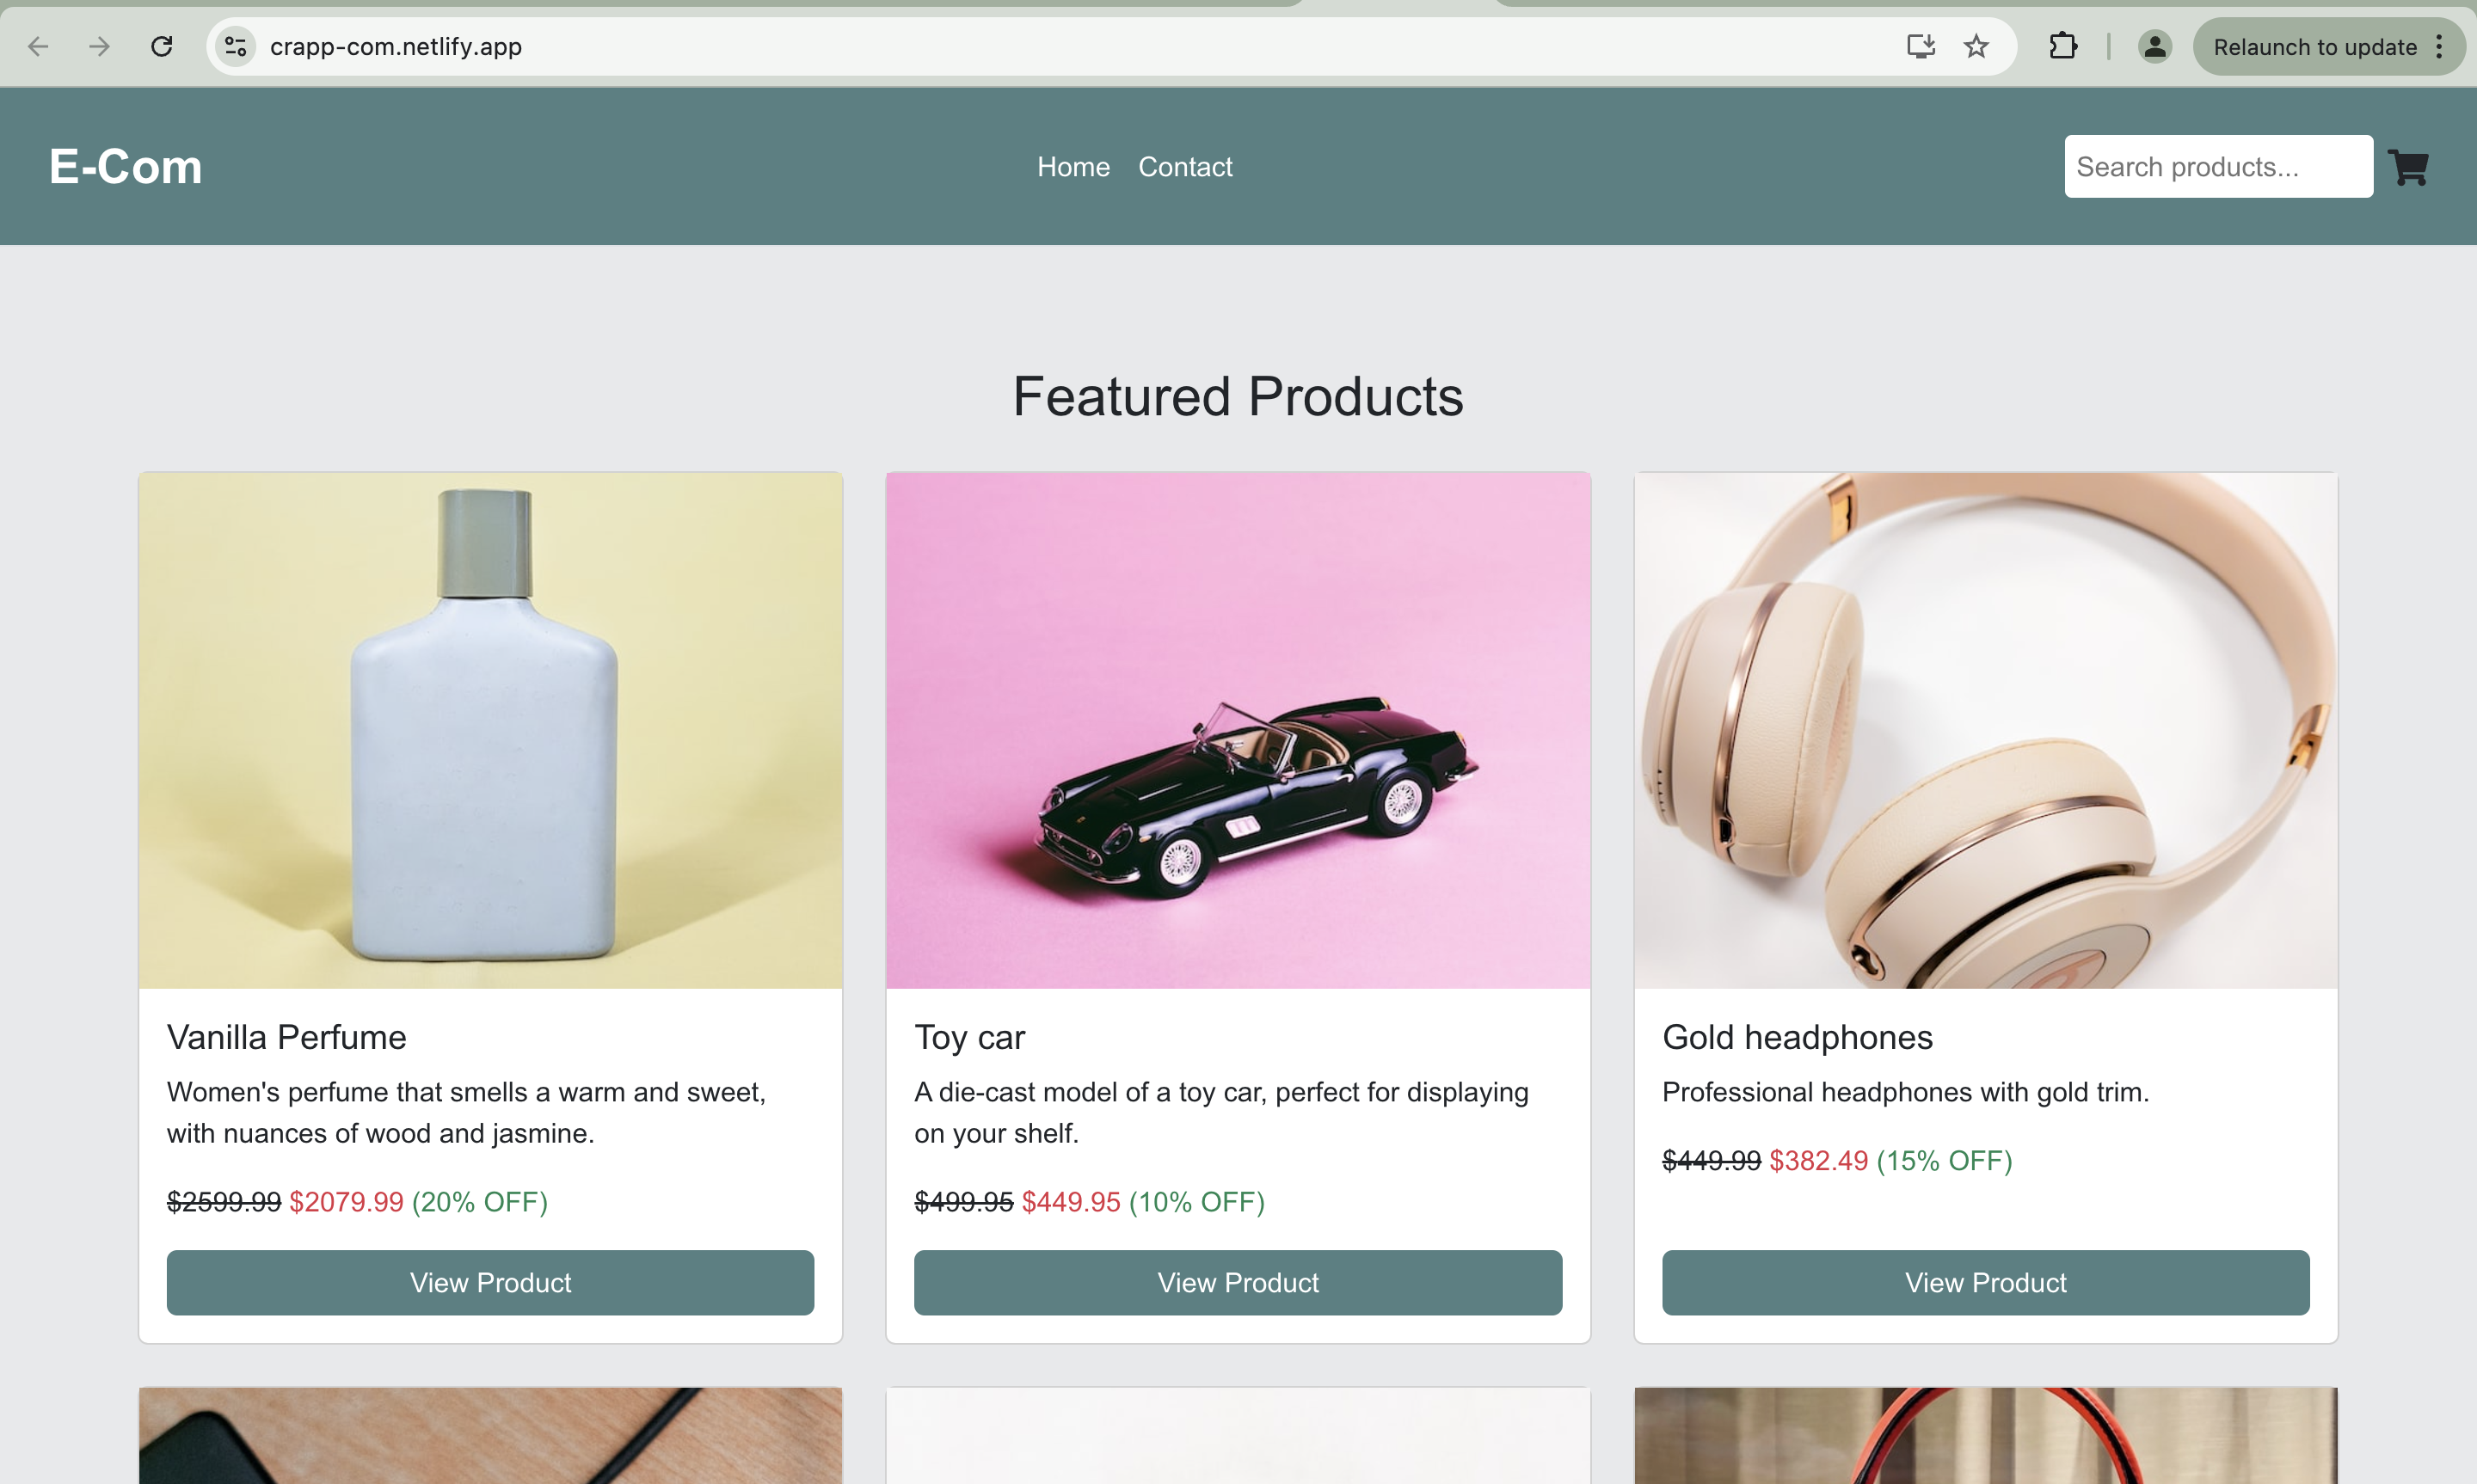 crapp-com.netlify.app
Relaunch to update
E-Com
Home
Contact
Search products...
Featured Products
Vanilla Perfume
Women's perfume that smells a warm and sweet,
with nuances of wood and jasmine.
$2599.99 $2079.99 (20% OFF)
View Product
Toy car
A die-cast model of a toy car, perfect for displaying
on your shelf.
$499.95 $449.95 (10% OFF)
View Product
Gold headphones
Professional headphones with gold trim.
$449.99 $382.49 (15% OFF)
View Product